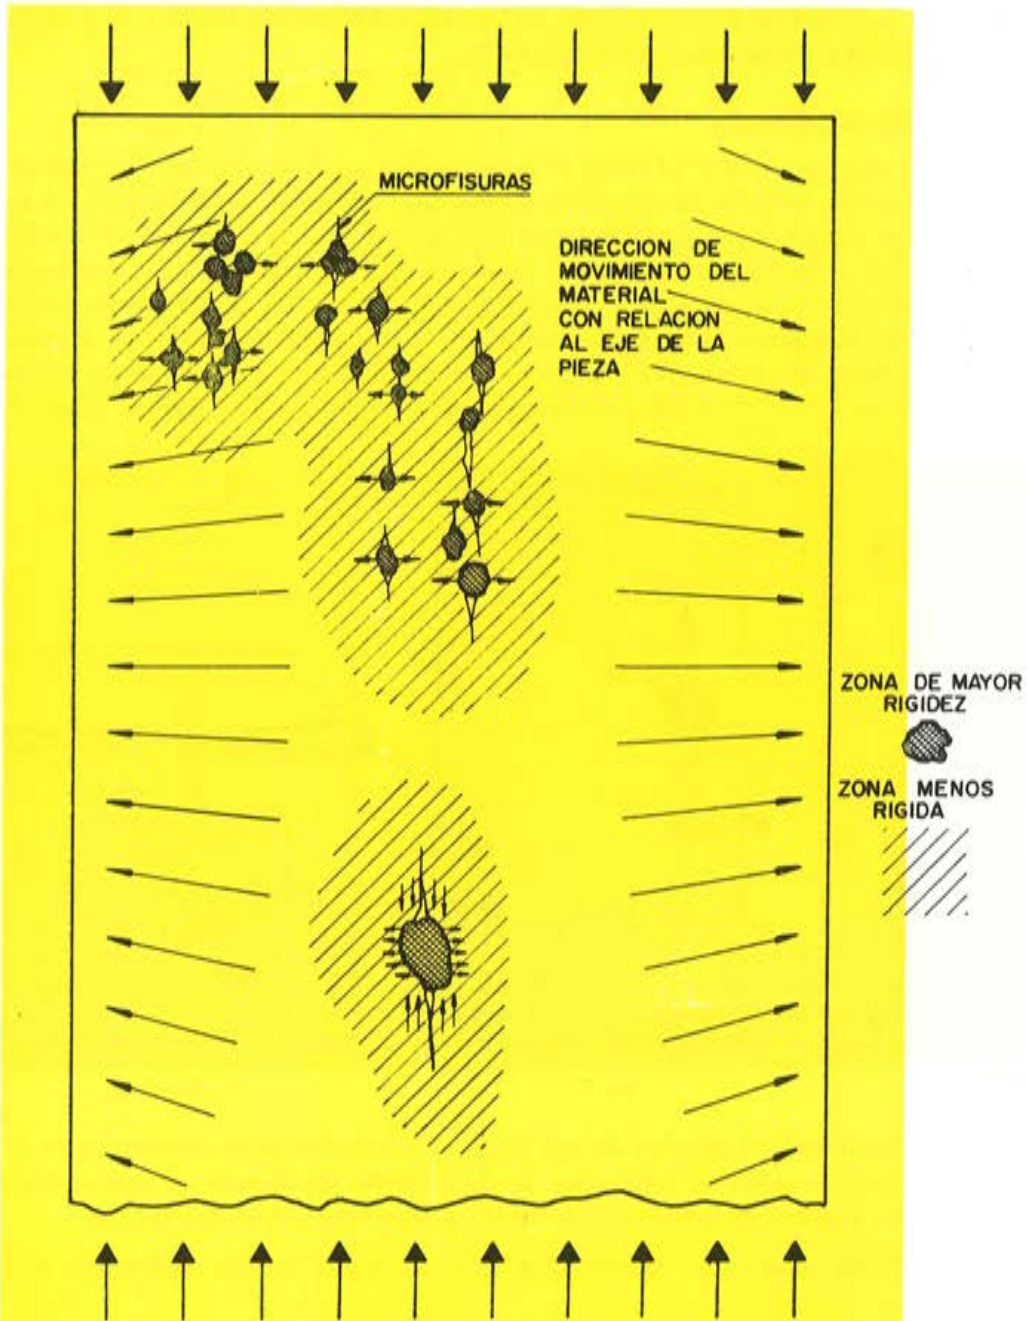 MICROFISURAS
DIRECCION DE
MOVIMIENTO DEL
MATERIAL
CON RELACION
AL EJE DE LA
PIEZA
ZONA DE MAYOR
RIGIDEZ
ZONA MENOS
RIGIDA